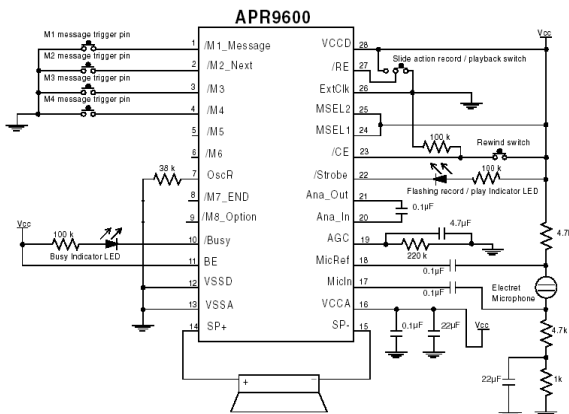 APR9600
M1 message trigger pin
M2 message trigger pin
M3 message trigger pin
M4 message trigger pin
1 /M1_Message
2 /M2_Next
3 /M3
4 /M4
5 /M5
6 /M6
38 k
7 OscR
8 /M7_END
9 /M8_Option
Vcc
100 k
10 /Busy
Busy Indicator LED
11 BE
12 VSSD
13 VSSA
14 SP+
VCCD 28
/RE 27
ExtClk 26
MSEL2 25
MSEL1 24
/CE 23
/Strobe 22
Ana_Out 21
Ana_In 20
AGC 19
MicRef 18
MicIn 17
VCCA 16
SP- 15
Vcc
Slide action record / playback switch
100 k
Rewind switch
100 k
Flashing record / play Indicator LED
0.1µF
4.7µF
220 k
0.1µF
0.1µF
Electret
Microphone
0.1µF
22µF
Vcc
4.7k
22µF
1k
+
−